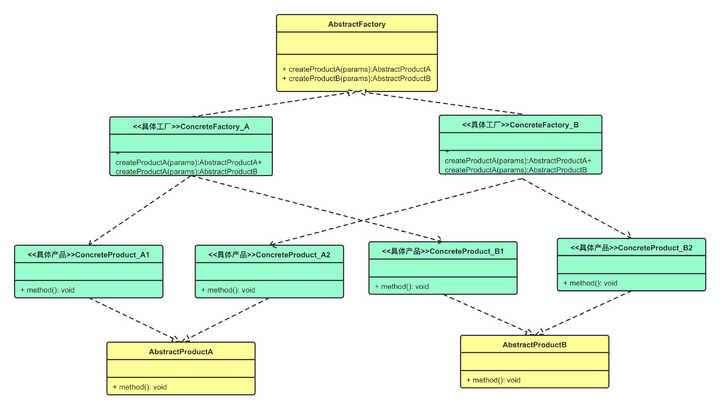 AbstractFactory
+ createProductA(params):AbstractProductA
+ createProductB(params):AbstractProductB
<<具体工厂>>ConcreteFactory_A
+
createProductA(params):AbstractProductA+
createProductA(params):AbstractProductB
<<具体工厂>>ConcreteFactory_B
+
createProductA(params):AbstractProductA+
createProductA(params):AbstractProductB
<<具体产品>>ConcreteProduct_A1
+ method(): void
<<具体产品>>ConcreteProduct_A2
+ method(): void
<<具体产品>>ConcreteProduct_B1
+ method(): void
<<具体产品>>ConcreteProduct_B2
+ method(): void
AbstractProductA
+ method(): void
AbstractProductB
+ method(): void